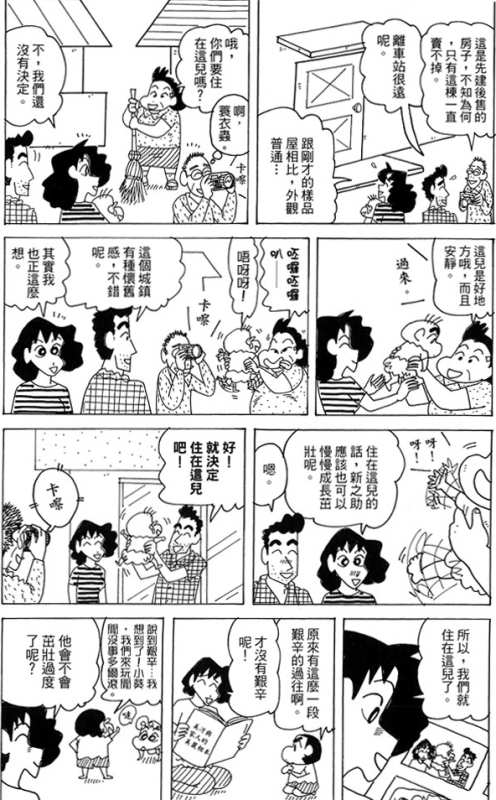 這是先建後售的
房子，不知為何
，只有這棟一直
賣不掉。
離車站很遠
呢。
跟剛才的樣品
屋相比，外觀
普通…
哦，
你們要住
在這兒嗎？
啊，
蓑衣蟲。
卡嚓
不，我們還
沒有決定。
這兒是好地
方哦，而且
安靜。
過來。
叭
唔呀呀！
卡嚓
這個城鎮
有種懷舊
感，不錯
呢。
其實我
也正這麼
想。
呀！
呀！
住在這兒的
話，新之助
應該也可以
慢慢成長茁
壯呢。
嗯。
好！
就決定
住在這兒
吧！
卡嚓
所以，我們就
住在這兒了。
原來有這麼一段
艱辛的過往啊。
才沒有艱辛
呢！
說到艱辛…我
想到了！小葵
，我們來玩閒
閒沒事多繞滾。
他會不會
茁壯過度
了呢？